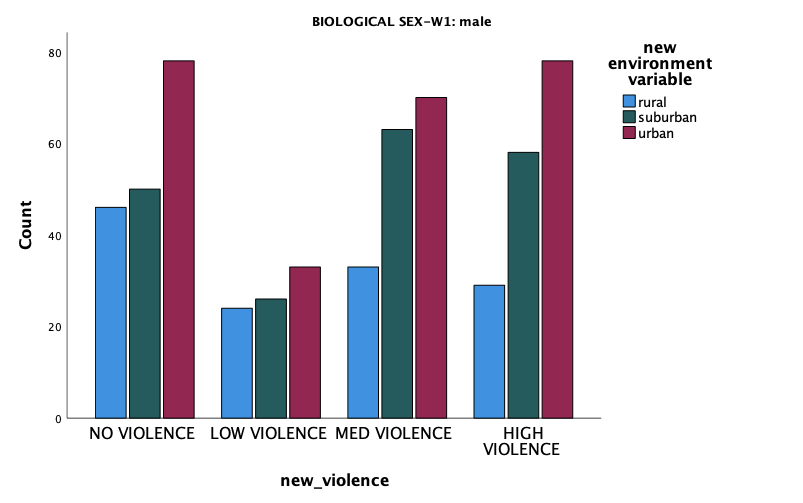 BIOLOGICAL SEX-W1: male
new
environment
variable
rural
suburban
urban
Count
80
60
40
20
0
NO VIOLENCE
LOW VIOLENCE
MED VIOLENCE
HIGH
VIOLENCE
new_violence